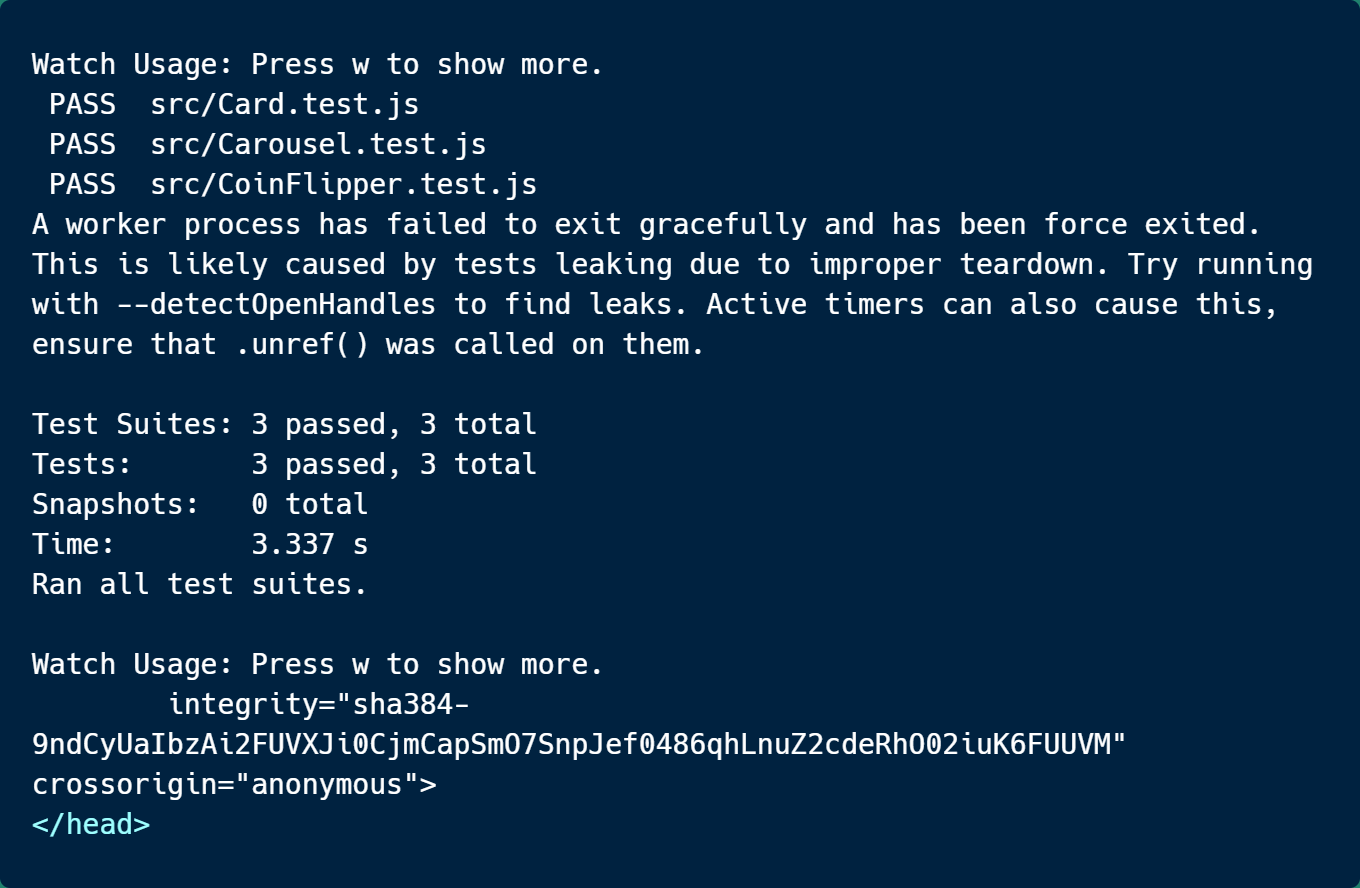 Watch Usage: Press w to show more.
 PASS  src/Card.test.js
 PASS  src/Carousel.test.js
 PASS  src/CoinFlipper.test.js
A worker process has failed to exit gracefully and has been force exited.
This is likely caused by tests leaking due to improper teardown. Try running
with --detectOpenHandles to find leaks. Active timers can also cause this,
ensure that .unref() was called on them.

Test Suites: 3 passed, 3 total
Tests:       3 passed, 3 total
Snapshots:   0 total
Time:        3.337 s
Ran all test suites.

Watch Usage: Press w to show more.
        integrity="sha384-
9ndCyUaIbzAi2FUVXJi0CjmCapSmO7SnpJef0486qhLnuZ2cdeRhO02iuK6FUUVM"
crossorigin="anonymous">
</head>